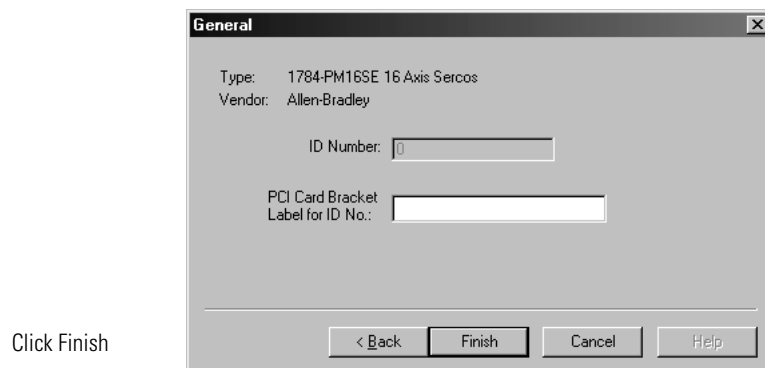 General
Type: 1784-PM16SE 16 Axis Sercos
Vendor: Allen-Bradley
ID Number: 0
PCI Card Bracket
Label for ID No.:
Click Finish
< Back Finish Cancel Help